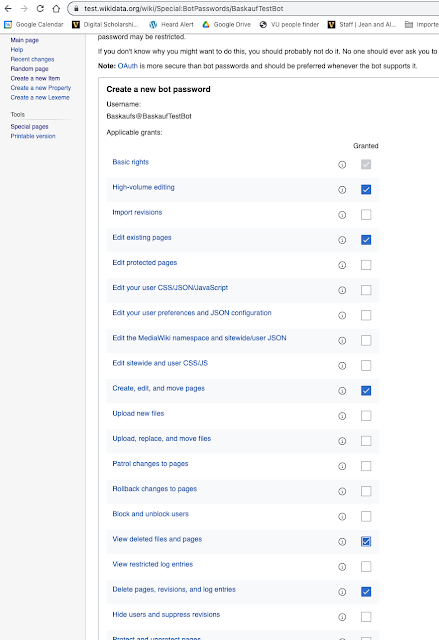 test.wikidata.org/wiki/Special:BotPasswords/BaskaufTestBot
Google Calendar
Digital Scholarshi...
Heard Alert
Google Drive
VU people finder
Staff | Jean and Al...
Importe
Main page
Help
Recent changes
Random page
Create a new Item
Create a new Property
Create a new Lexeme
Tools
Special pages
Printable version
password may be restricted.
If you don't know why you might want to do this, you should probably not do it. No one should ever ask you to
Note: OAuth is more secure than bot passwords and should be preferred whenever the bot supports it.
Create a new bot password
Username:
Baskaufs@BaskaufTestBot
Applicable grants:
Granted
Basic rights
High-volume editing
Import revisions
Edit existing pages
Edit protected pages
Edit your user CSS/JSON/JavaScript
Edit your user preferences and JSON configuration
Edit the MediaWiki namespace and sitewide/user JSON
Edit sitewide and user CSS/JS
Create, edit, and move pages
Upload new files
Upload, replace, and move files
Patrol changes to pages
Rollback changes to pages
Block and unblock users
View deleted files and pages
View restricted log entries
Delete pages, revisions, and log entries
Hide users and suppress revisions
Protect and unprotect pages